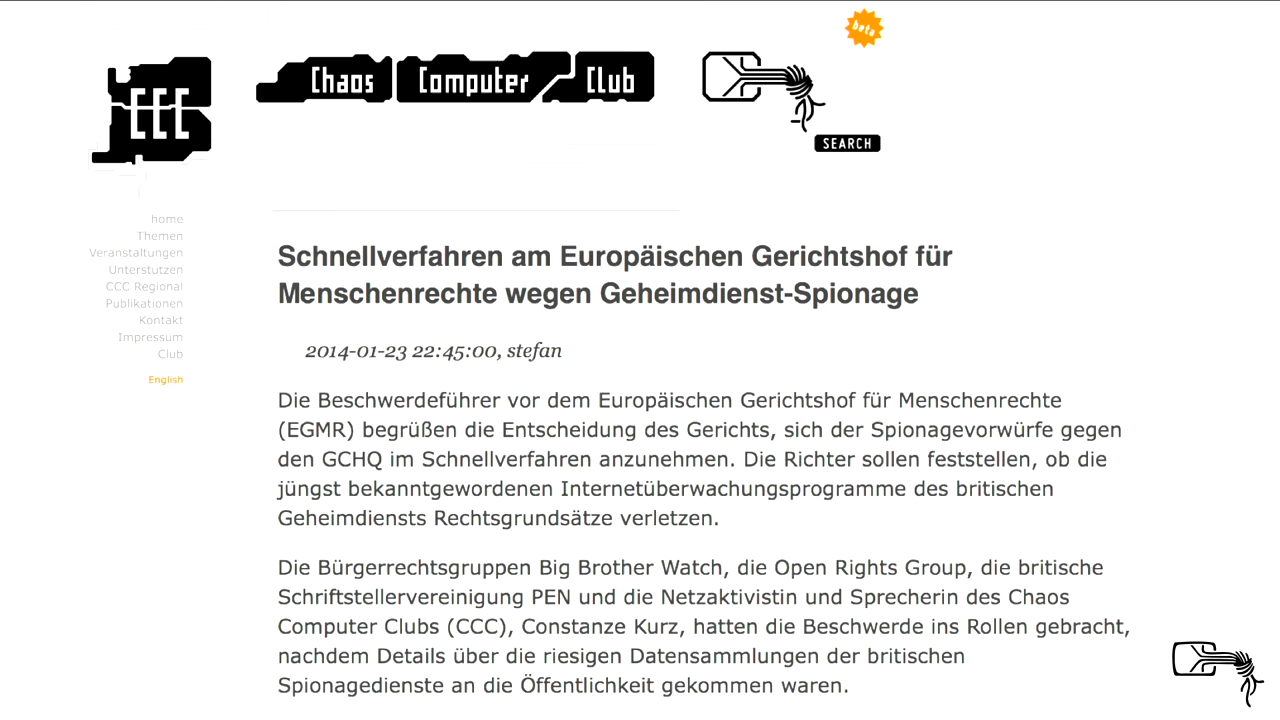 beta
CCC
Chaos Computer Club
SEARCH
home
Themen
Veranstaltungen
Unterstutzen
CCC Regional
Publikationen
Kontakt
Impressum
Club
English
Schnellverfahren am Europäischen Gerichtshof für
Menschenrechte wegen Geheimdienst-Spionage
2014-01-23 22:45:00, stefan
Die Beschwerdeführer vor dem Europäischen Gerichtshof für Menschenrechte
(EGMR) begrüßen die Entscheidung des Gerichts, sich der Spionagevorwürfe gegen
den GCHQ im Schnellverfahren anzunehmen. Die Richter sollen feststellen, ob die
jüngst bekanntgewordenen Internetüberwachungsprogramme des britischen
Geheimdiensts Rechtsgrundsätze verletzen.
Die Bürgerrechtsgruppen Big Brother Watch, die Open Rights Group, die britische
Schriftstellervereinigung PEN und die Netzaktivistin und Sprecherin des Chaos
Computer Clubs (CCC), Constanze Kurz, hatten die Beschwerde ins Rollen gebracht,
nachdem Details über die riesigen Datensammlungen der britischen
Spionagedienste an die Öffentlichkeit gekommen waren.